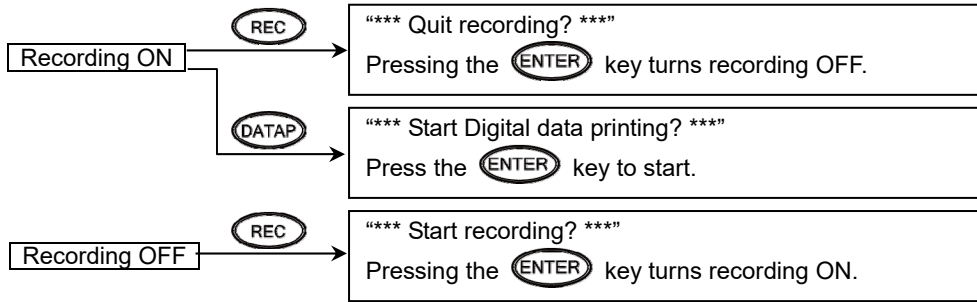 REC
“*** Quit recording? ***”
Recording ON
Pressing the ENTER key turns recording OFF.
DATAP
“*** Start Digital data printing? ***”
Press the ENTER key to start.
REC
“*** Start recording? ***”
Recording OFF
Pressing the ENTER key turns recording ON.